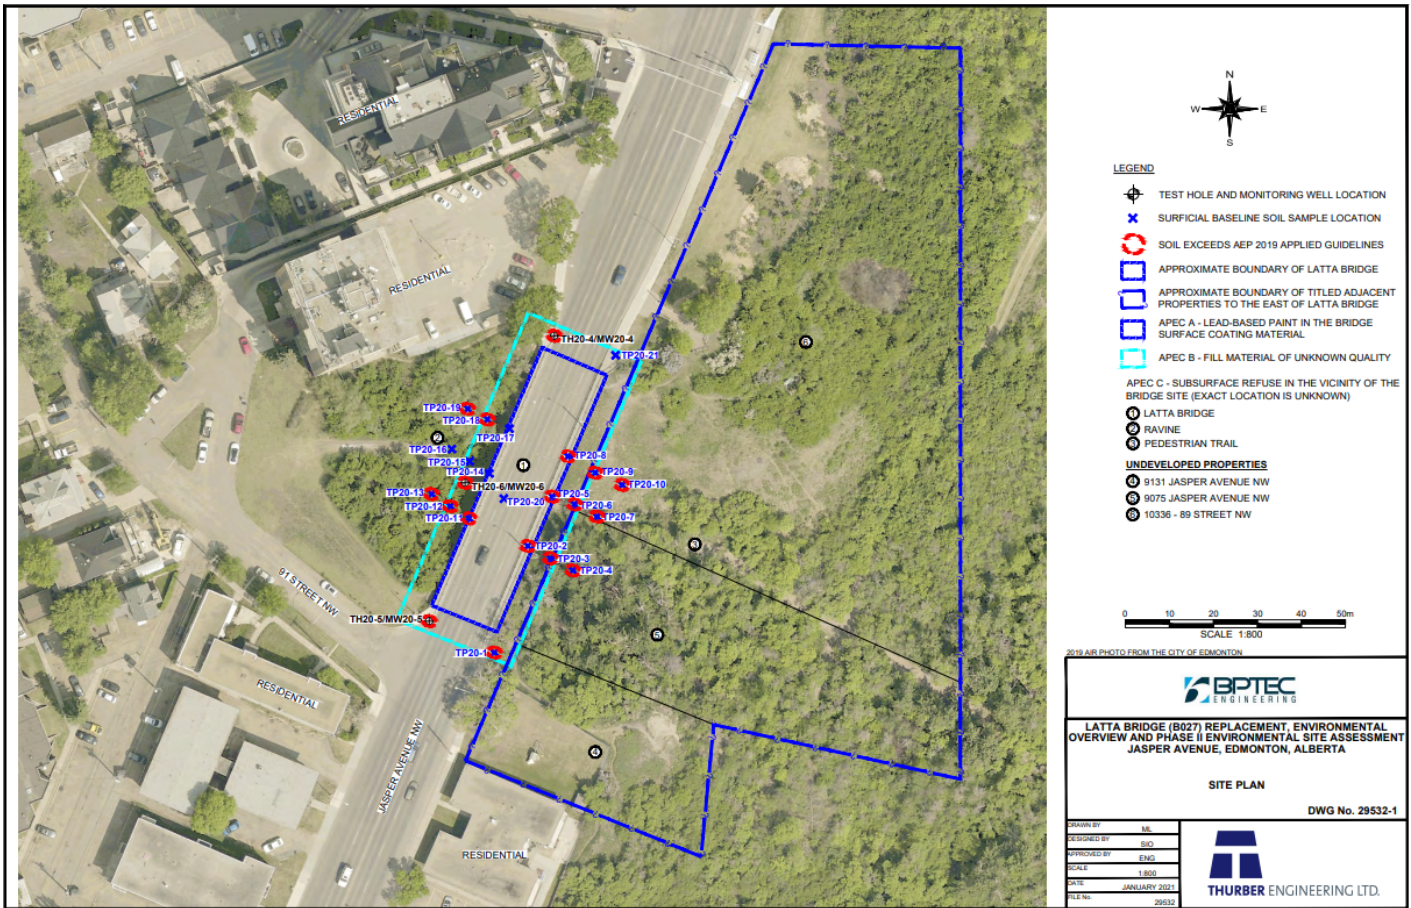 RESIDENTIAL
RESIDENTIAL
TH20-4/MW20-4
TP20-21
TP20-19
TP20-18
TP20-17
2
TP20-16
TP20-15
TP20-14
1
TP20-8
TP20-9
TP20-10
TH20-6/MW20-6
TP20-13
TP20-12
TP20-11
TP20-20
TP20-5
TP20-6
TP20-7
TP20-2
TP20-3
TP20-4
3
5
6
91 STREET NW
TH20-5/MW20-5
TP20-1
RESIDENTIAL
JASPER AVENUE NW
4
RESIDENTIAL
N
W E
S
LEGEND
TEST HOLE AND MONITORING WELL LOCATION
SURFICIAL BASELINE SOIL SAMPLE LOCATION
SOIL EXCEEDS AEP 2019 APPLIED GUIDELINES
APPROXIMATE BOUNDARY OF LATTA BRIDGE
APPROXIMATE BOUNDARY OF TITLED ADJACENT
PROPERTIES TO THE EAST OF LATTA BRIDGE
APEC A - LEAD-BASED PAINT IN THE BRIDGE
SURFACE COATING MATERIAL
APEC B - FILL MATERIAL OF UNKNOWN QUALITY
APEC C - SUBSURFACE REFUSE IN THE VICINITY OF THE
BRIDGE SITE (EXACT LOCATION IS UNKNOWN)
1 LATTA BRIDGE
2 RAVINE
3 PEDESTRIAN TRAIL
UNDEVELOPED PROPERTIES
4 9131 JASPER AVENUE NW
5 9075 JASPER AVENUE NW
6 10336 - 89 STREET NW
0 10 20 30 40 50m
SCALE 1:800
2019 AIR PHOTO FROM THE CITY OF EDMONTON
BPTEC
ENGINEERING
LATTA BRIDGE (B027) REPLACEMENT, ENVIRONMENTAL
OVERVIEW AND PHASE II ENVIRONMENTAL SITE ASSESSMENT
JASPER AVENUE, EDMONTON, ALBERTA
SITE PLAN
DWG No. 29532-1
DRAWN BY ML
DESIGNED BY SIO
APPROVED BY ENG
SCALE 1:800
DATE JANUARY 2021
FILE No. 29532
THURBER ENGINEERING LTD.